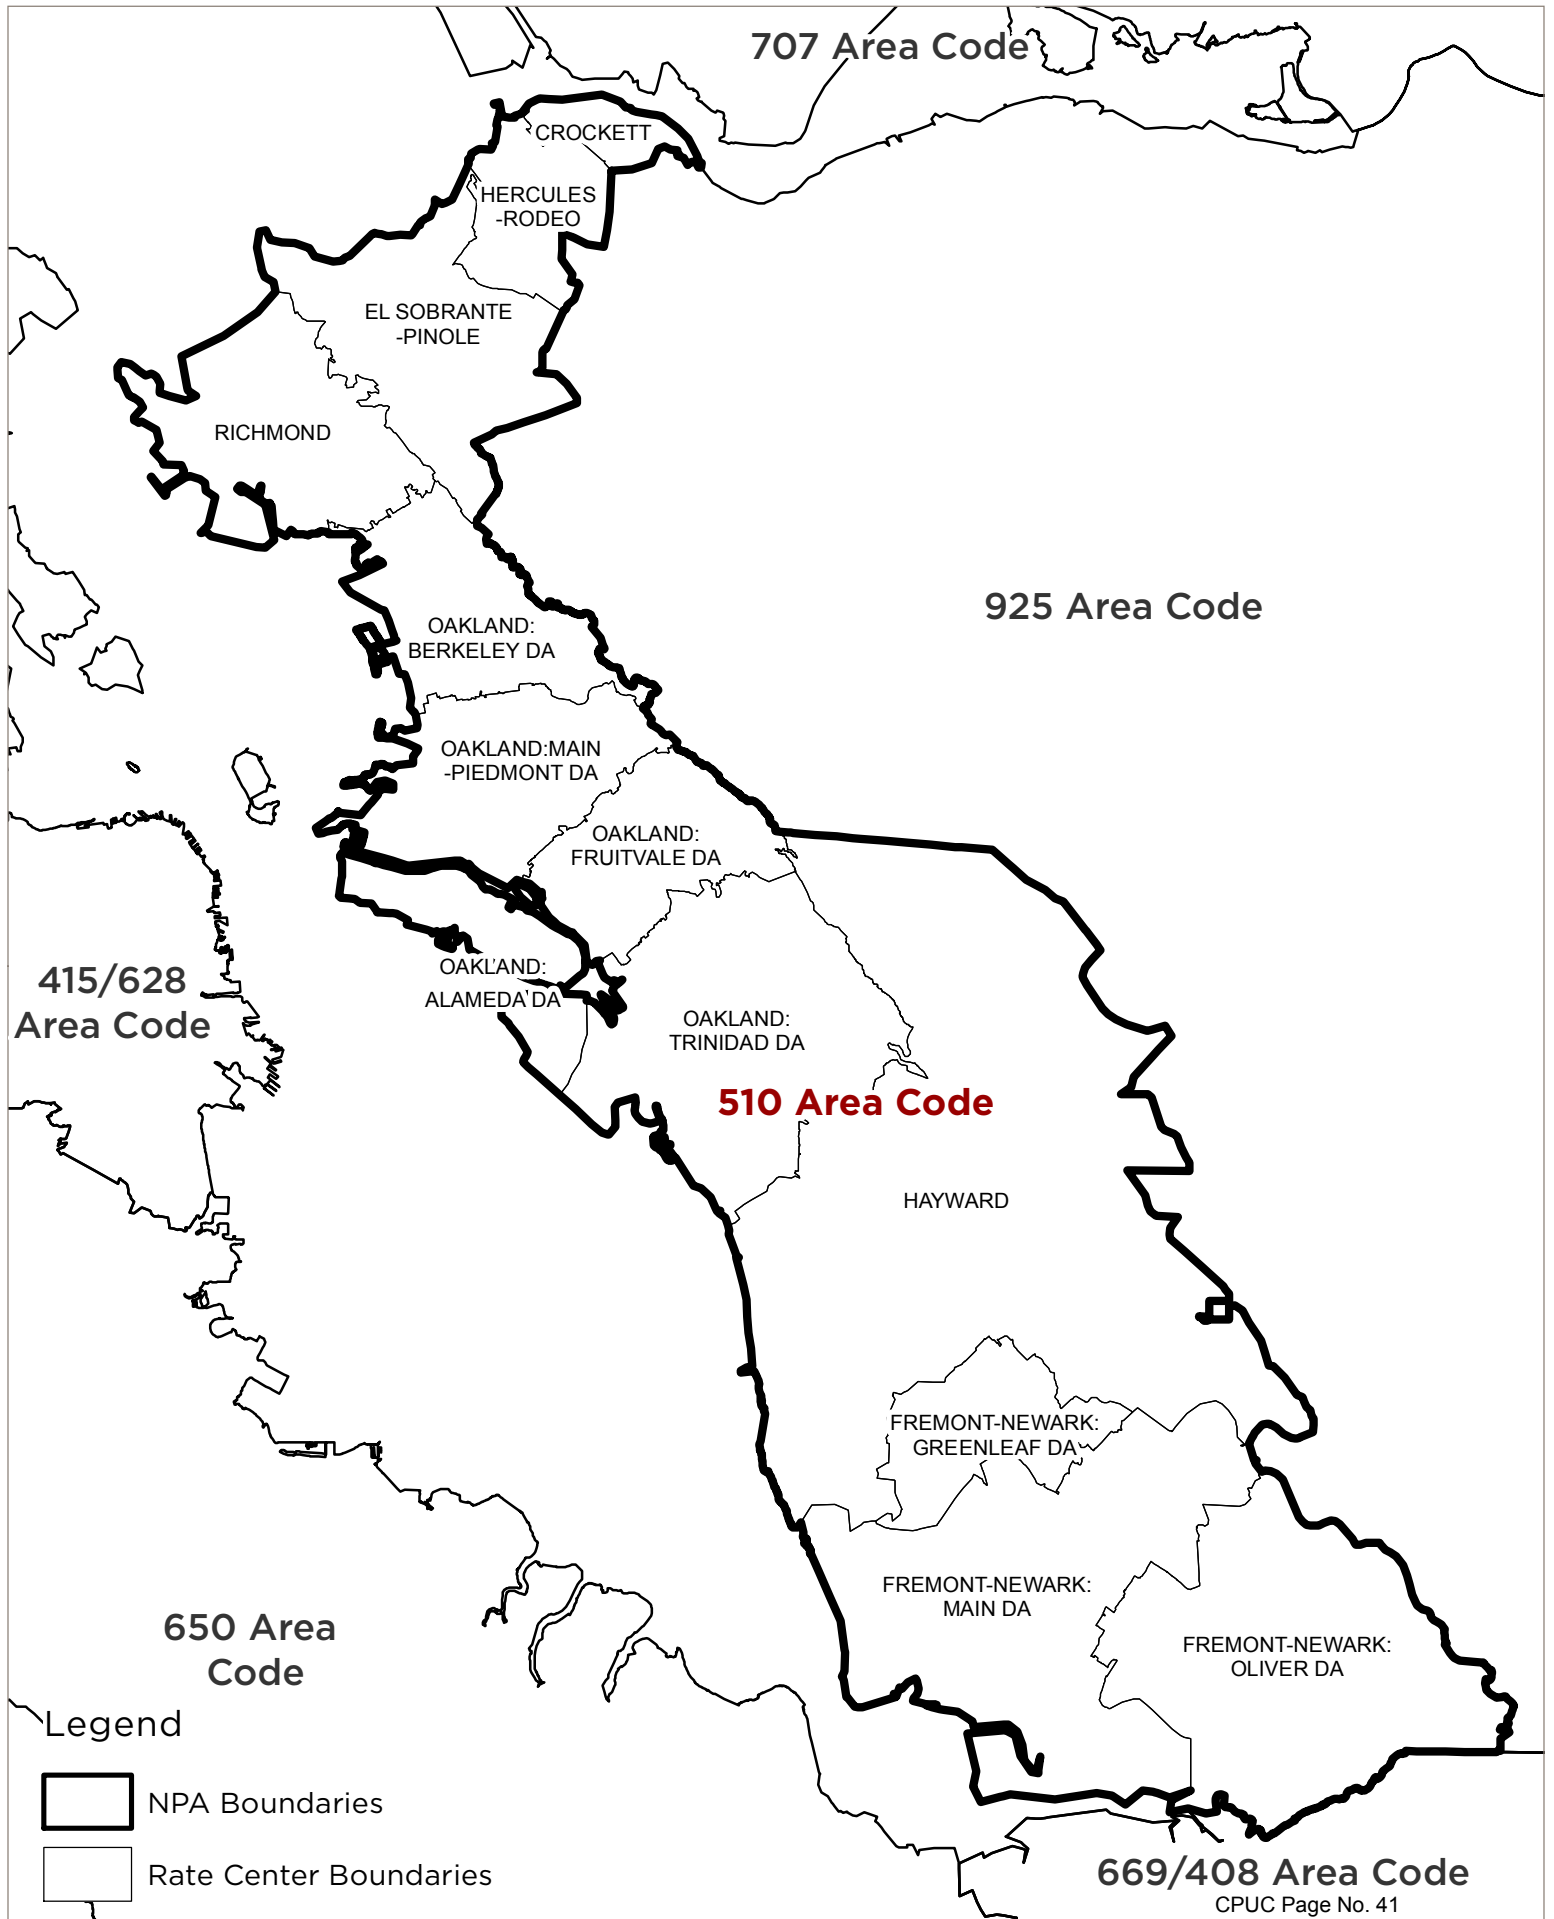 707 Area Code
CROCKETT
HERCULES
-RODEO
EL SOBRANTE
-PINOLE
RICHMOND
925 Area Code
OAKLAND:
BERKELEY DA
OAKLAND:MAIN
-PIEDMONT DA
OAKLAND:
FRUITVALE DA
415/628
Area Code
OAKLAND:
ALAMEDA DA
OAKLAND:
TRINIDAD DA
510 Area Code
HAYWARD
FREMONT-NEWARK:
GREENLEAF DA
FREMONT-NEWARK:
MAIN DA
650 Area
Code
FREMONT-NEWARK:
OLIVER DA
Legend
NPA Boundaries
Rate Center Boundaries
669/408 Area Code
CPUC Page No. 41